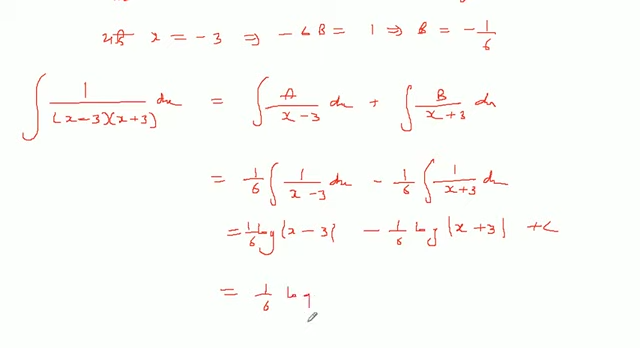 यदि x = -3 ⇒ -6B = 1 ⇒ B = -1/6
∫ 1/((x-3)(x+3)) dx = ∫ A/(x-3) dx + ∫ B/(x+3) dx
= 1/6 ∫ 1/(x-3) dx - 1/6 ∫ 1/(x+3) dx
= 1/6 log|x-3| - 1/6 log|x+3| + C
= 1/6 log